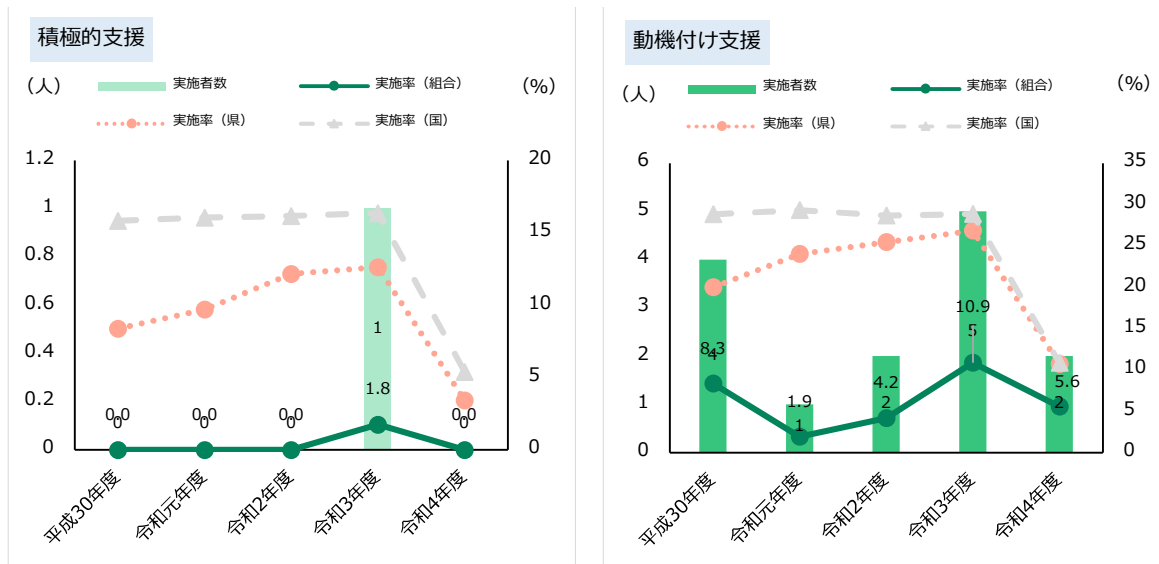 積極的支援
(人)
実施者数
実施率（組合）
(%)
実施率（県）
実施率（国）
1.2
1
0.8
0.6
0.4
0.2
0
20
15
10
5
0
0.0
0
0.0
0
0.0
0
1
1.8
0.0
0
平成30年度
令和元年度
令和2年度
令和3年度
令和4年度
動機付け支援
(人)
実施者数
実施率（組合）
(%)
実施率（県）
実施率（国）
6
5
4
3
2
1
0
35
30
25
20
15
10
5
0
8.3
4
1.9
1
4.2
2
10.9
5
5.6
2
平成30年度
令和元年度
令和2年度
令和3年度
令和4年度